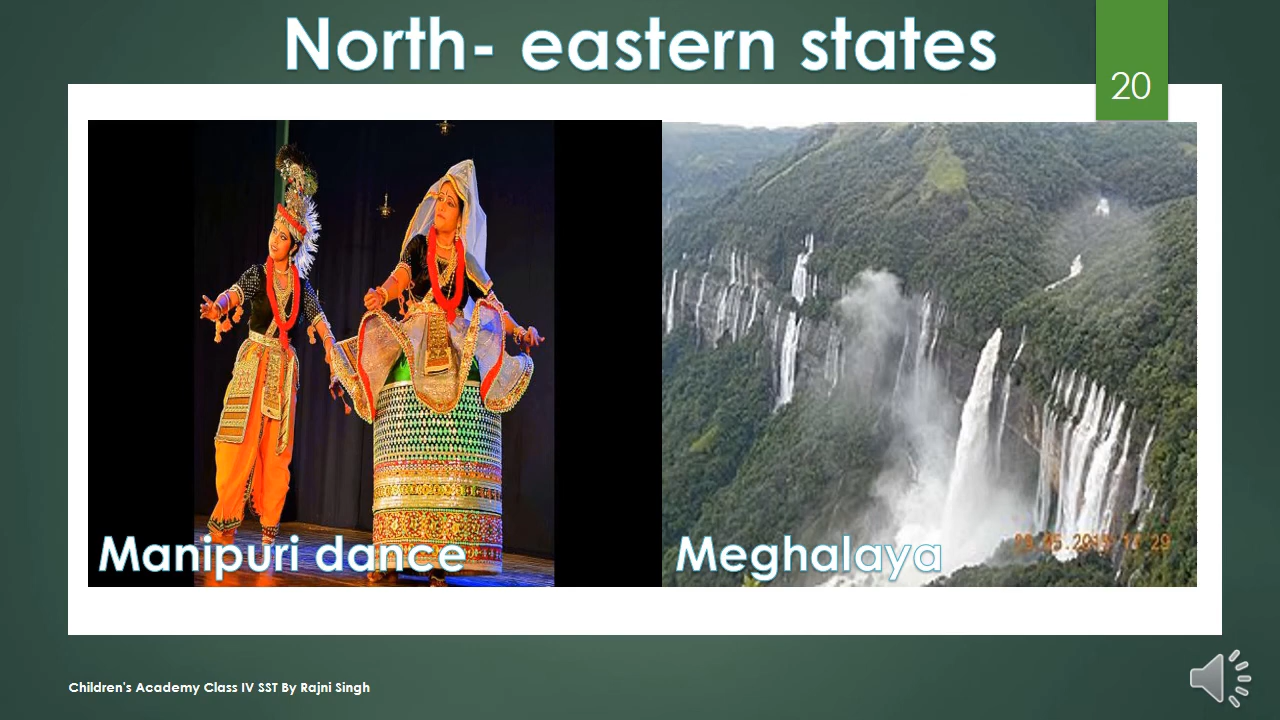 North- eastern states
20
Manipuri dance
Meghalaya
Children's Academy Class IV SST By Rajni Singh